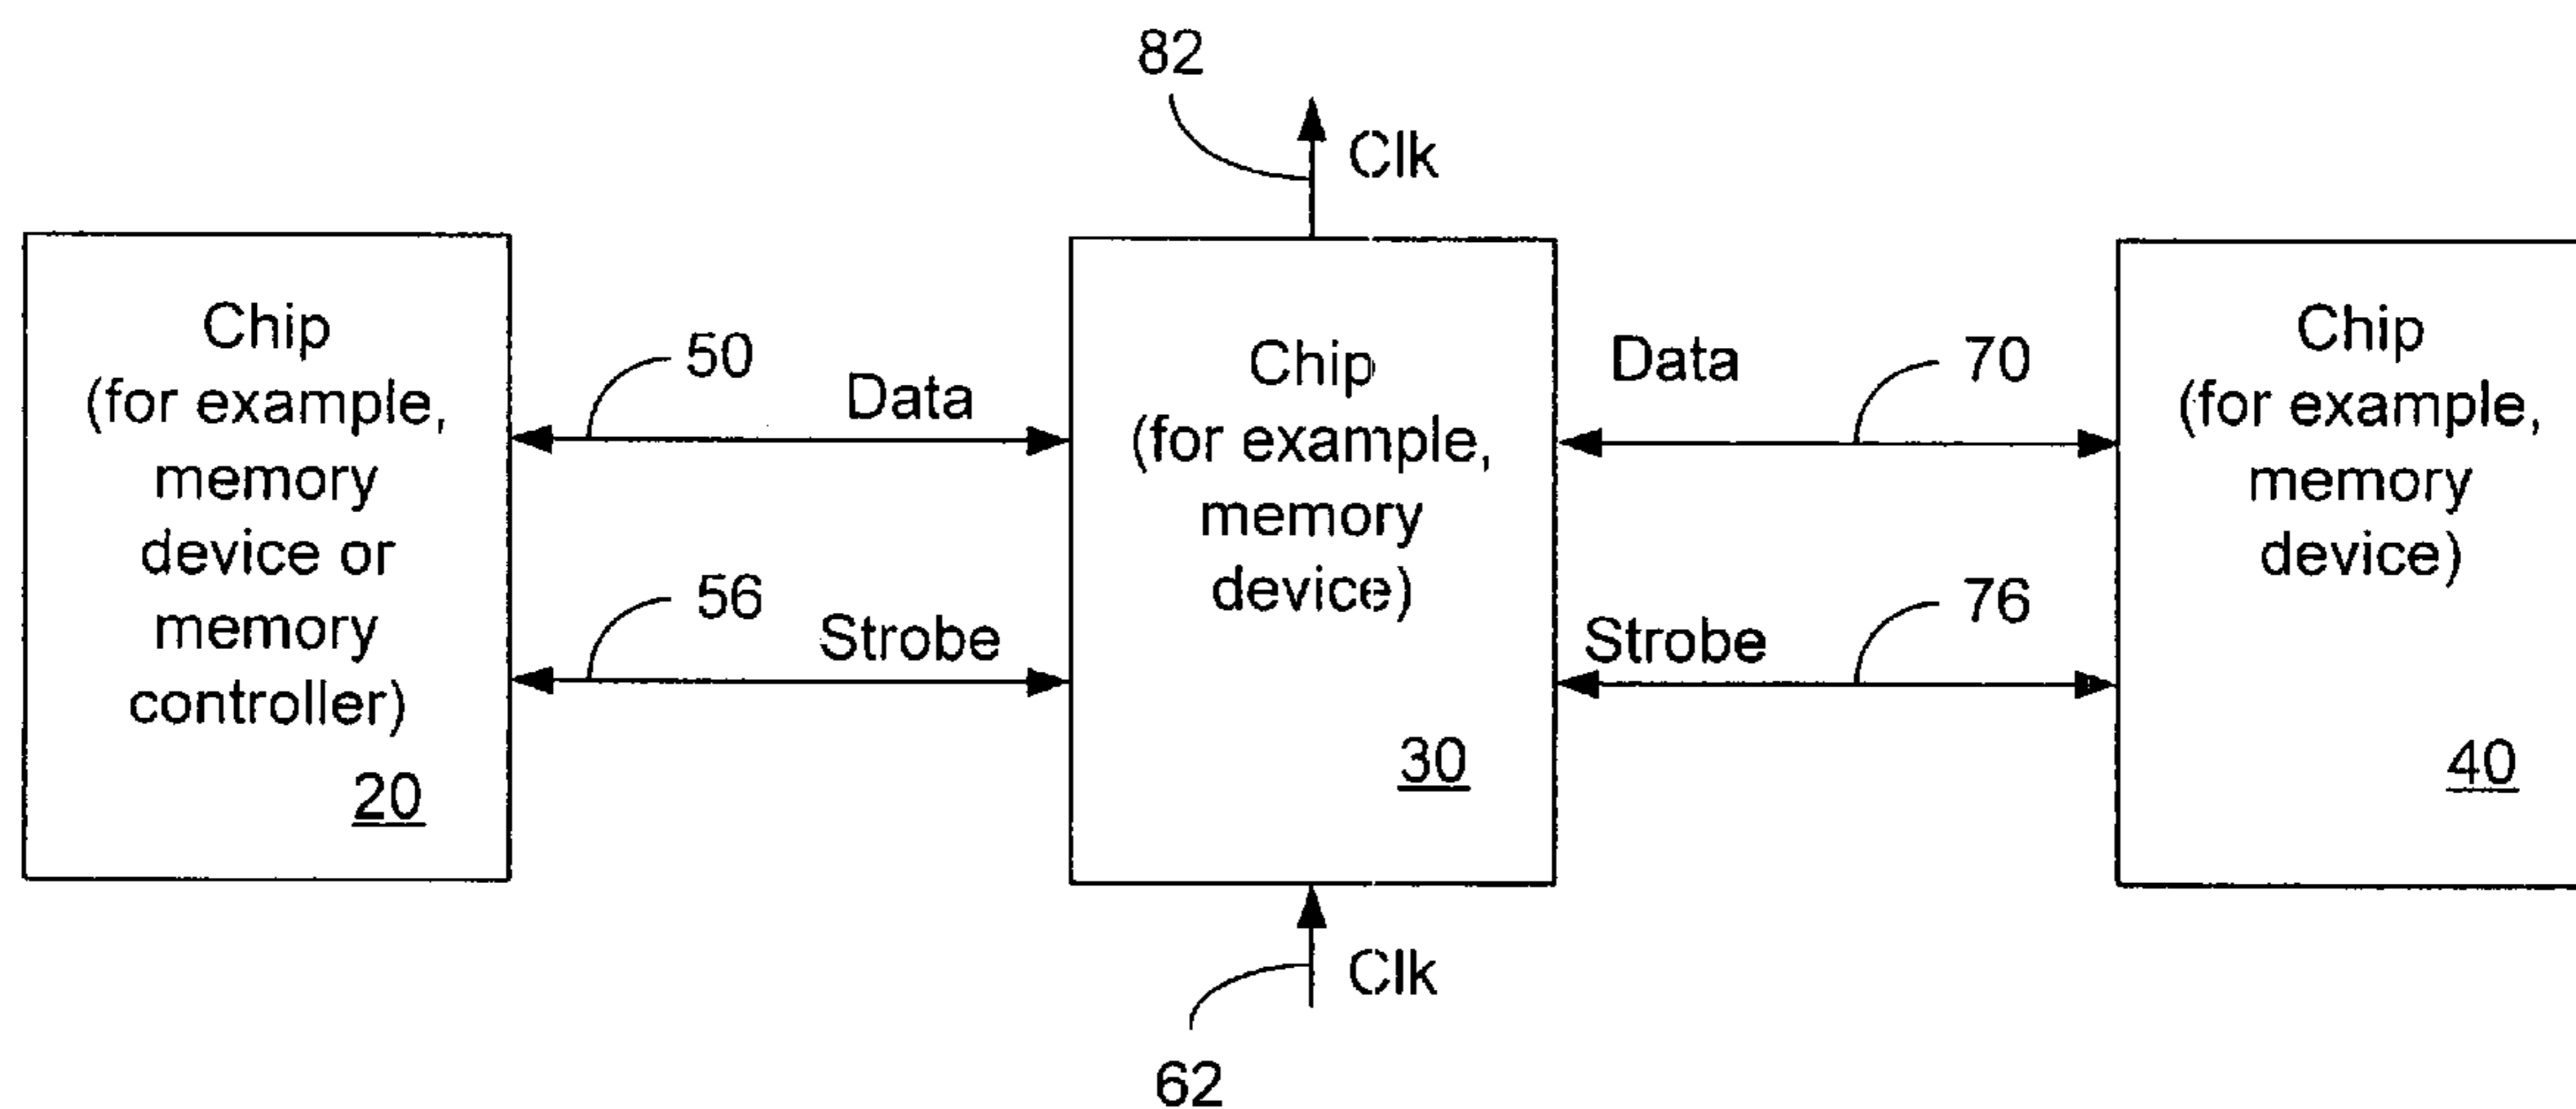 82
Clk
Chip
(for example,
memory
device or
memory
controller)
20
50
Data
56
Strobe
Chip
(for example,
memory
device)
30
Data
70
Strobe
76
Chip
(for example,
memory
device)
40
Clk
62